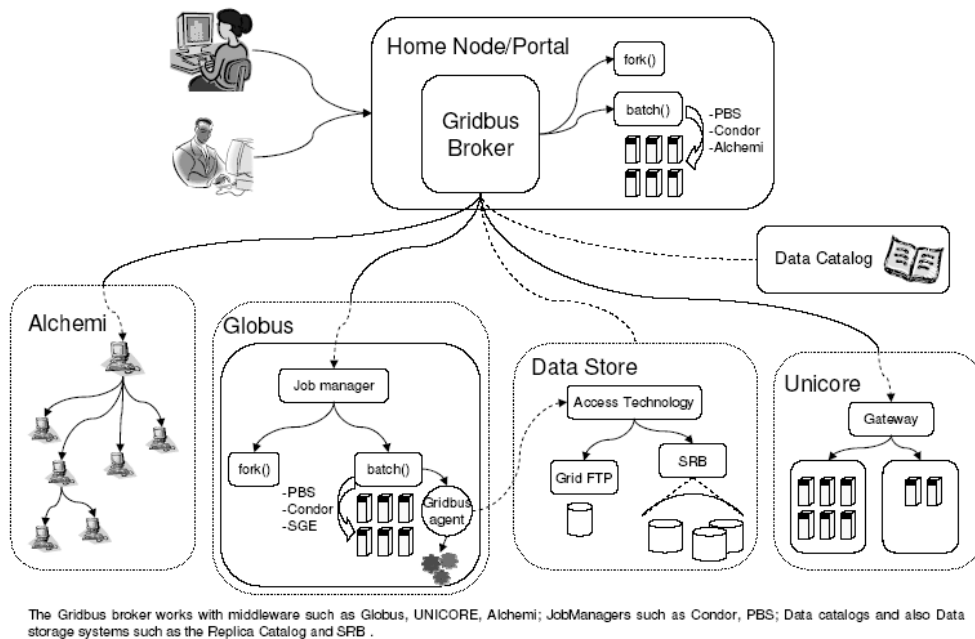 Home Node/Portal
fork()
Gridbus
Broker
batch()
-PBS
-Condor
-Alchemi
Data Catalog
Alchemi
Globus
Job manager
fork()
batch()
-PBS
-Condor
-SGE
Gridbus
agent
Data Store
Access Technology
Grid FTP
SRB
Unicore
Gateway
The Gridbus broker works with middleware such as Globus, UNICORE, Alchemi; JobManagers such as Condor, PBS; Data catalogs and also Data
storage systems such as the Replica Catalog and SRB .